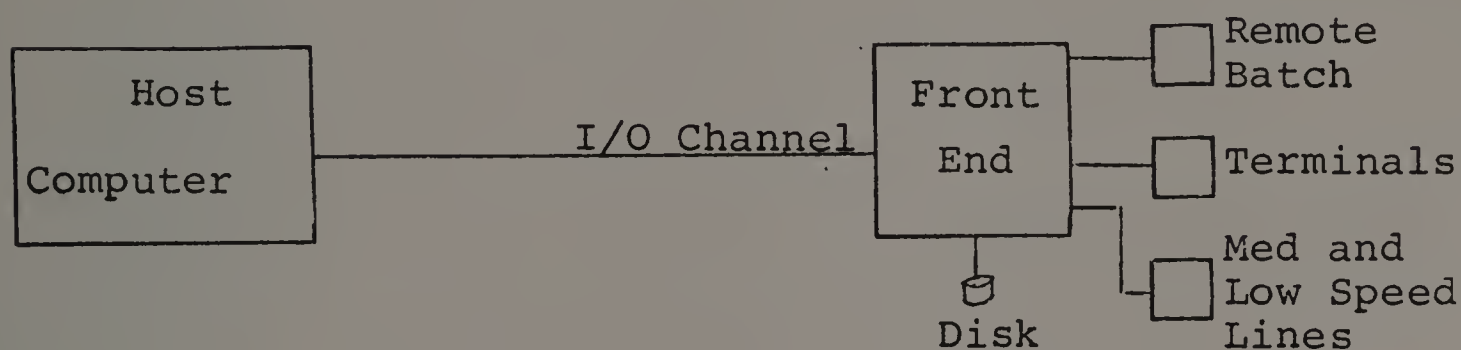 Host
Computer
I/O Channel
Front
End
Remote
Batch
Terminals
Med and
Low Speed
Lines
Disk